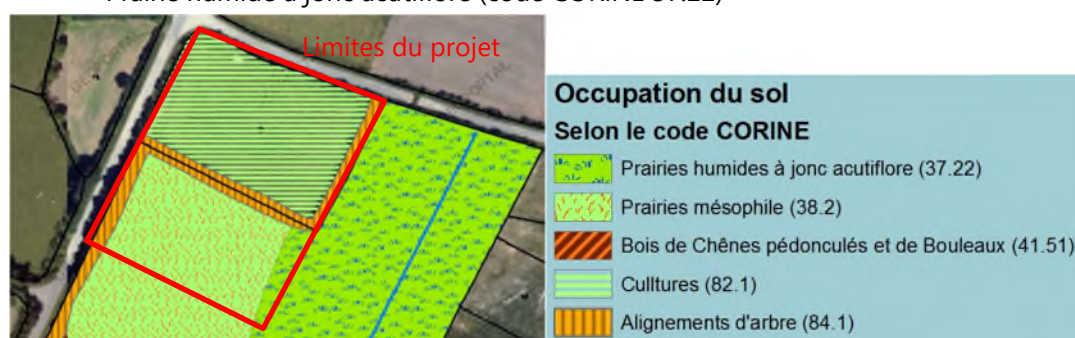 Prairie humide à jonc acutiflore (code CORINE 37.22)
Limites du projet
Occupation du sol
Selon le code CORINE
Prairies humides à jonc acutiflore (37.22)
Prairies mésophile (38.2)
Bois de Chênes pédonculés et de Bouleaux (41.51)
Culltures (82.1)
Alignements d'arbre (84.1)